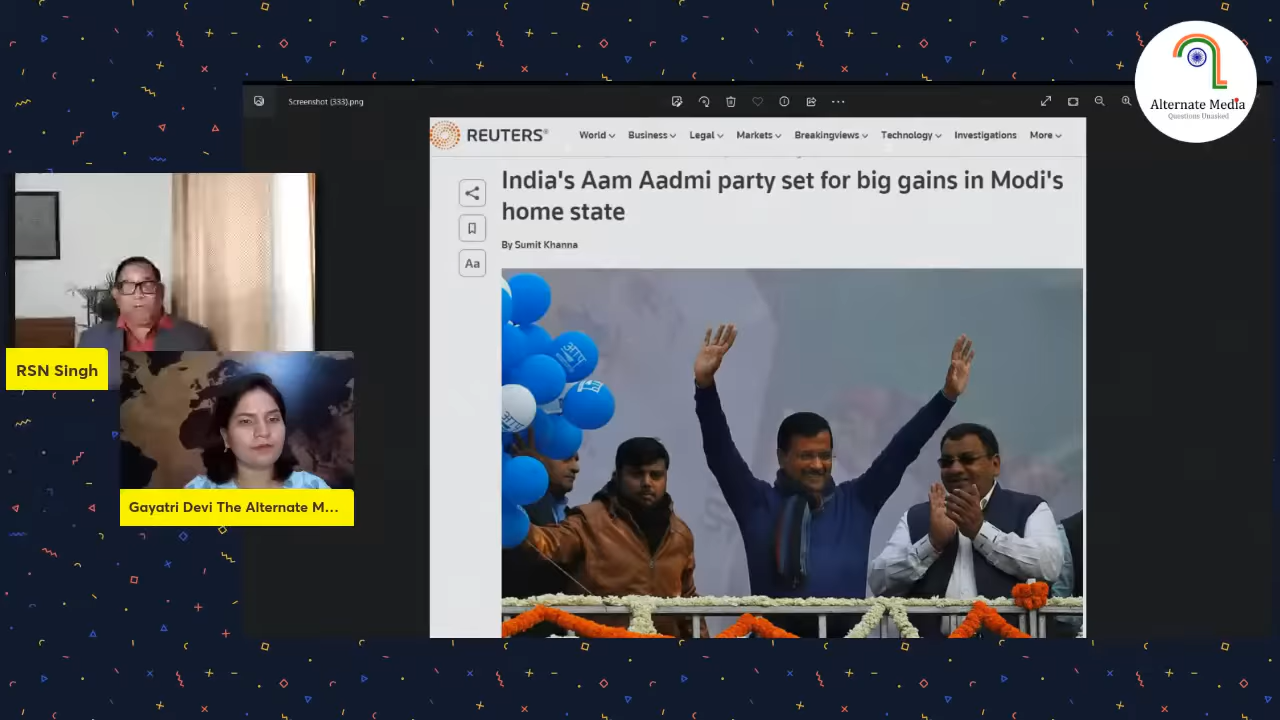 Alternate Media
Questions Unasked
Screenshot (333).png
REUTERS®
World
Business
Legal
Markets
Breakingviews
Technology
Investigations
More
India's Aam Aadmi party set for big gains in Modi's
home state
By Sumit Khanna
Aa
RSN Singh
Gayatri Devi The Alternate M...